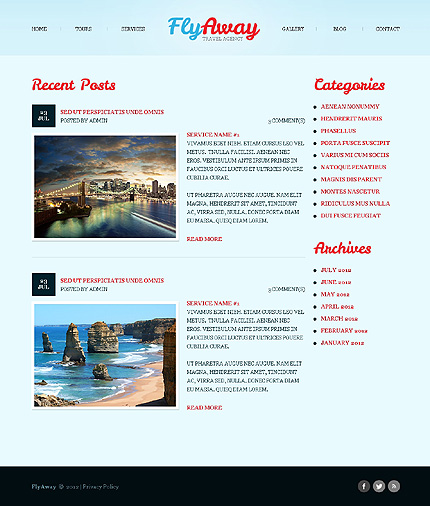 HOME
TOURS
SERVICES
FlyAway
TRAVEL AGENCY
GALLERY
BLOG
CONTACT
Recent Posts
23
JUL
SED UT PERSPICIATIS UNDE OMNIS
POSTED BY ADMIN
3 COMMENT(S)
SERVICE NAME #1
VIVAMUS EGET NIBH. ETIAM CURSUS LEO VEL
METUS. TNULLA FACILISI. AENEAN NEC
EROS. VESTIBULUM ANTE IPSUM PRIMIS IN
FAUCIBUS ORCI LUCTUS ET ULTRICES POUERE
CUBILIA CURAE.
UT PHARETRA AUGUE NEC AUGUE. NAM ELIT
MAGNA, HENDRERIT SIT AMET, TINCIDUNT
AC, VIRRA SED, NULLA. DONEC PORTA DIAM
EU MASSA. QUISQUE DIAM LOREM.
READ MORE
23
JUL
SED UT PERSPICIATIS UNDE OMNIS
POSTED BY ADMIN
3 COMMENT(S)
SERVICE NAME #1
VIVAMUS EGET NIBH. ETIAM CURSUS LEO VEL
METUS. TNULLA FACILISI. AENEAN NEC
EROS. VESTIBULUM ANTE IPSUM PRIMIS IN
FAUCIBUS ORCI LUCTUS ET ULTRICES POUERE
CUBILIA CURAE.
UT PHARETRA AUGUE NEC AUGUE. NAM ELIT
MAGNA, HENDRERIT SIT AMET, TINCIDUNT
AC, VIRRA SED, NULLA. DONEC PORTA DIAM
EU MASSA. QUISQUE DIAM LOREM.
READ MORE
Categories
AENEAN NONUMMY
HENDRERIT MAURIS
PHASELLUS
PORTA FUSCE SUSCIPIT
VARIUS MI CUM SOCIIS
NATOQUE PENATIBUS
MAGNIS DIS PARENT
MONTES NASCETUR
RIDICULUS MUS NULLA
DUI FUSCE FEUGIAT
Archives
JULY 2012
JUNE 2012
MAY 2012
APRIL 2012
MARCH 2012
FEBRUARY 2012
JANUARY 2012
FlyAway © 2012 | Privacy Policy